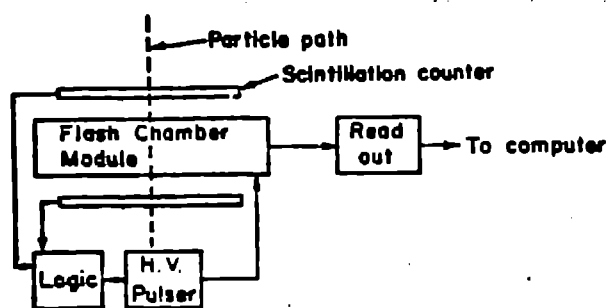 Particle path
Scintillation counter
Flash Chamber
Module
Read
out
To computer
Logic
H.V.
Pulser